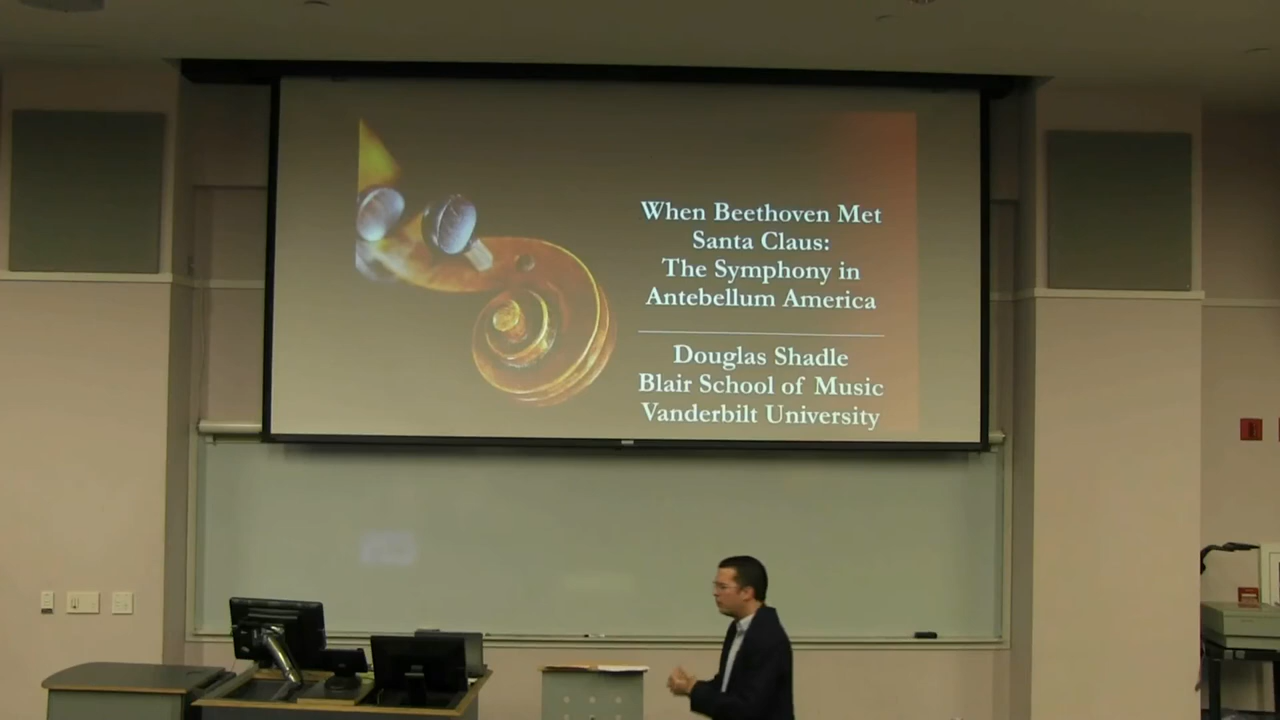 When Beethoven Met
Santa Claus:
The Symphony in
Antebellum America
Douglas Shadle
Blair School of Music
Vanderbilt University